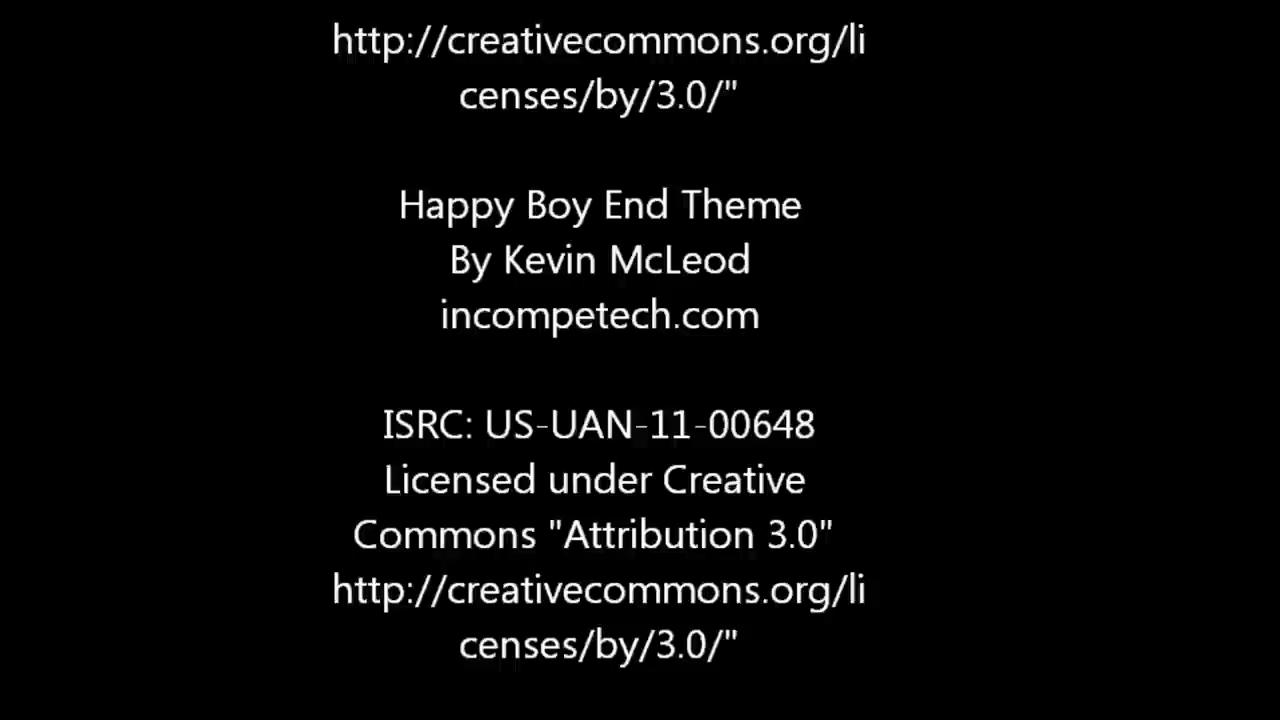 http://creativecommons.org/li
censes/by/3.0/"
Happy Boy End Theme
By Kevin McLeod
incompetech.com
ISRC: US-UAN-11-00648
Licensed under Creative
Commons "Attribution 3.0"
http://creativecommons.org/li
censes/by/3.0/"